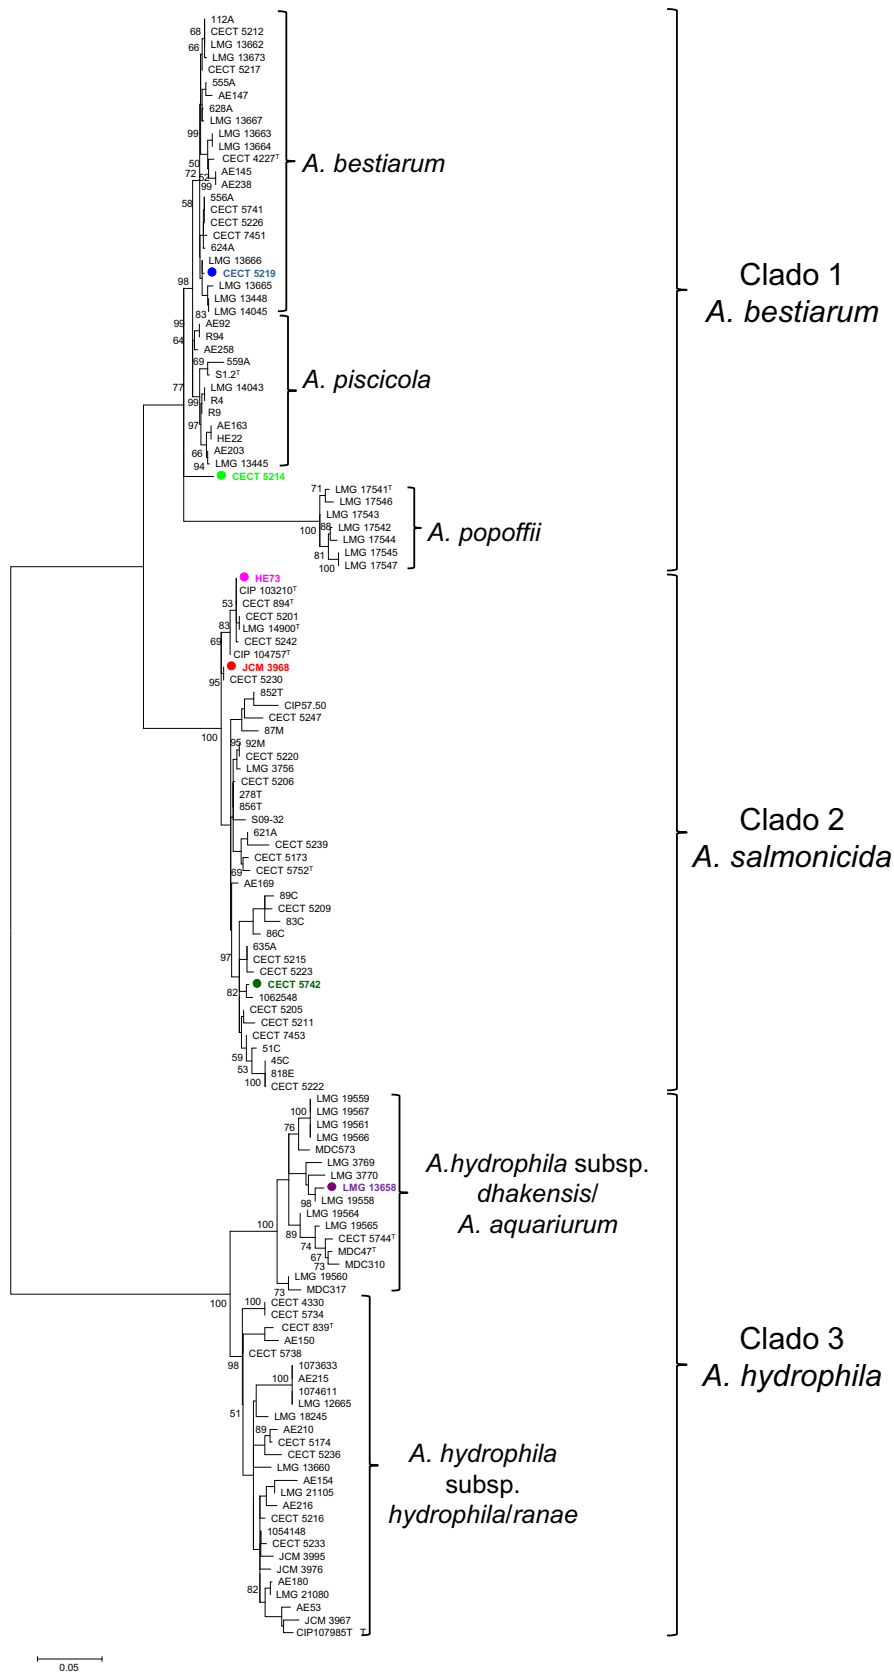 112A
68
CECT 5212
66
LMG 13662
LMG 13673
CECT 5217
555A
AE147
628A
LMG 13667
99
LMG 13663
LMG 13664
50
CECT 4227T
A. bestiarum
72
52
AE145
99
AE238
58
556A
CECT 5741
CECT 5226
CECT 7451
624A
LMG 13666
CECT 5219
98
LMG 13665
LMG 13448
LMG 14045
Clado 1
A. bestiarum
83
99
AE92
R94
64
AE258
69
559A
S1.2T
A. piscicola
77
LMG 14043
99
R4
R9
97
AE163
HE22
66
AE203
94
LMG 13445
CECT 5214
71
LMG 17541T
LMG 17546
LMG 17543
100
88
LMG 17542
LMG 17544
A. popoffii
81
LMG 17545
100
LMG 17547
HE73
CIP 103210T
53
CECT 894T
CECT 5201
83
LMG 14900T
69
CECT 5242
CIP 104757T
JCM 3968
95
CECT 5230
852T
CIP57.50
CECT 5247
87M
100
95
92M
CECT 5220
LMG 3756
CECT 5206
278T
856T
S09-32
621A
CECT 5239
CECT 5173
69
CECT 5752T
AE169
Clado 2
A. salmonicida
89C
CECT 5209
83C
86C
635A
97
CECT 5215
CECT 5223
CECT 5742
82
1062548
CECT 5205
CECT 5211
CECT 7453
51C
59
45C
53
818E
100
CECT 5222
LMG 19559
100
LMG 19567
LMG 19561
76
LMG 19566
MDC573
LMG 3769
LMG 3770
LMG 13658
98
LMG 19558
LMG 19564
100
LMG 19565
89
CECT 5744T
74
MDC47T
67
73
MDC310
LMG 19560
73
MDC317
A.hydrophila subsp.
dhakensis/
A. aquariurum
100
100
CECT 4330
CECT 5734
CECT 839T
AE150
98
CECT 5738
1073633
100
AE215
1074611
LMG 12665
51
LMG 18245
89
AE210
CECT 5174
CECT 5236
LMG 13660
AE154
LMG 21105
AE216
CECT 5216
1054148
CECT 5233
JCM 3995
JCM 3976
AE180
82
LMG 21080
AE53
JCM 3967
CIP107985T T
A. hydrophila
subsp.
hydrophila/ranae
Clado 3
A. hydrophila
0.05